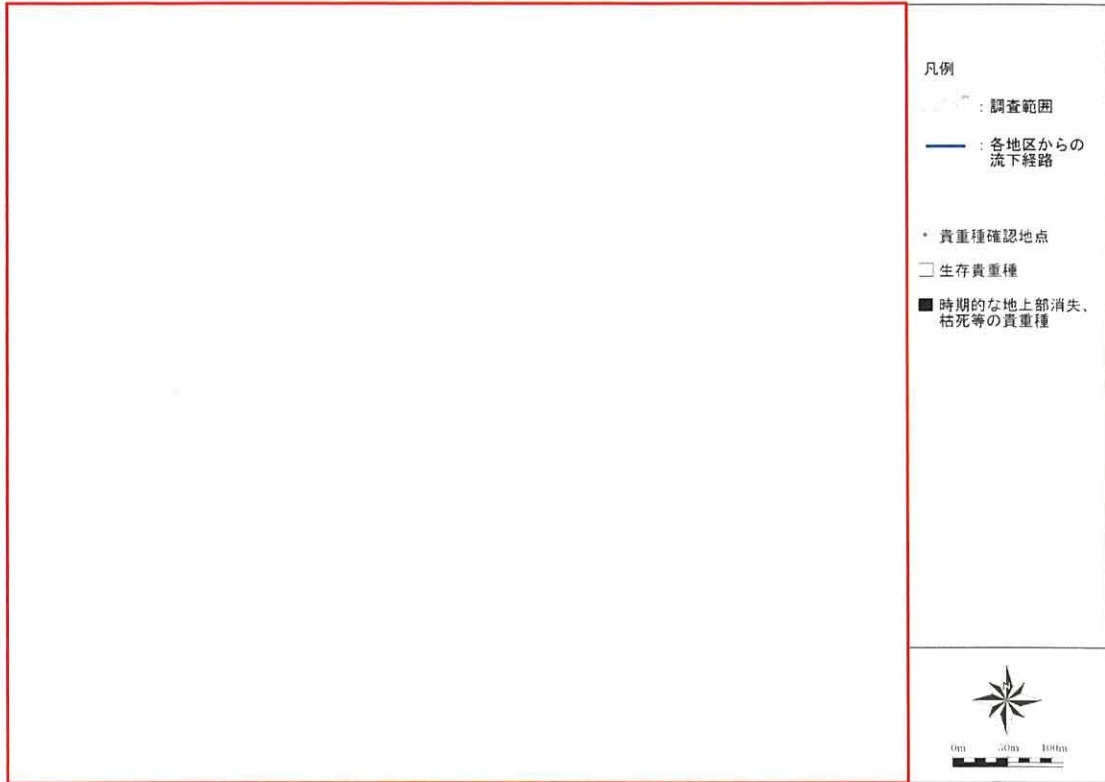 凡例
：調査範囲
：各地区からの
流下経路
・ 貴重種確認地点
□ 生存貴重種
■ 時期的な地上部消失、
枯死等の貴重種
N
0m 50m 100m